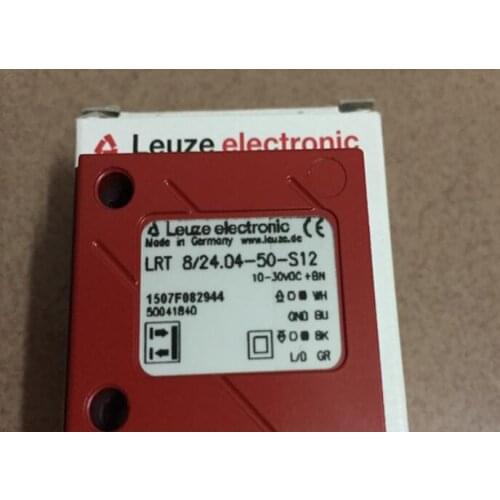 Leuze electronic
Leuze electronic CE
Made in Germany www.leuze.de
LRT 8/24.04-50-S12
10-30VDC +BN
1507F082944
WH
50041840
GND BU
BK
L/D GR